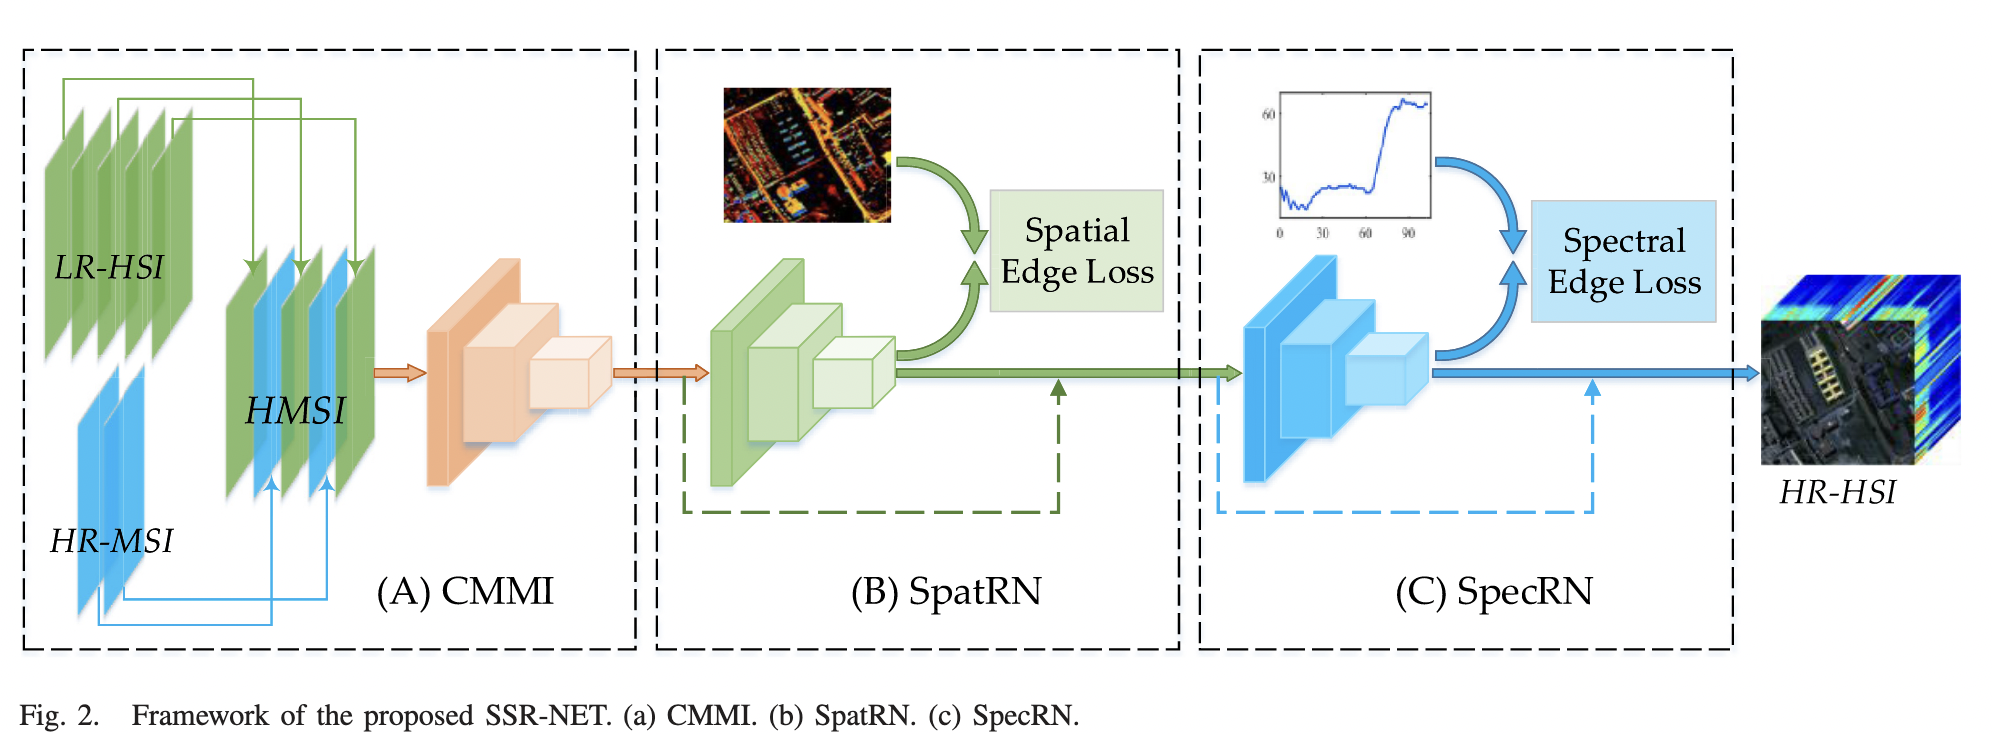 LR-HSI
HMSI
HR-MSI
(A) CMMI
Spatial
Edge Loss
(B) SpatRN
60
30
0 30 60 90
Spectral
Edge Loss
(C) SpecRN
HR-HSI
Fig. 2. Framework of the proposed SSR-NET. (a) CMMI. (b) SpatRN. (c) SpecRN.